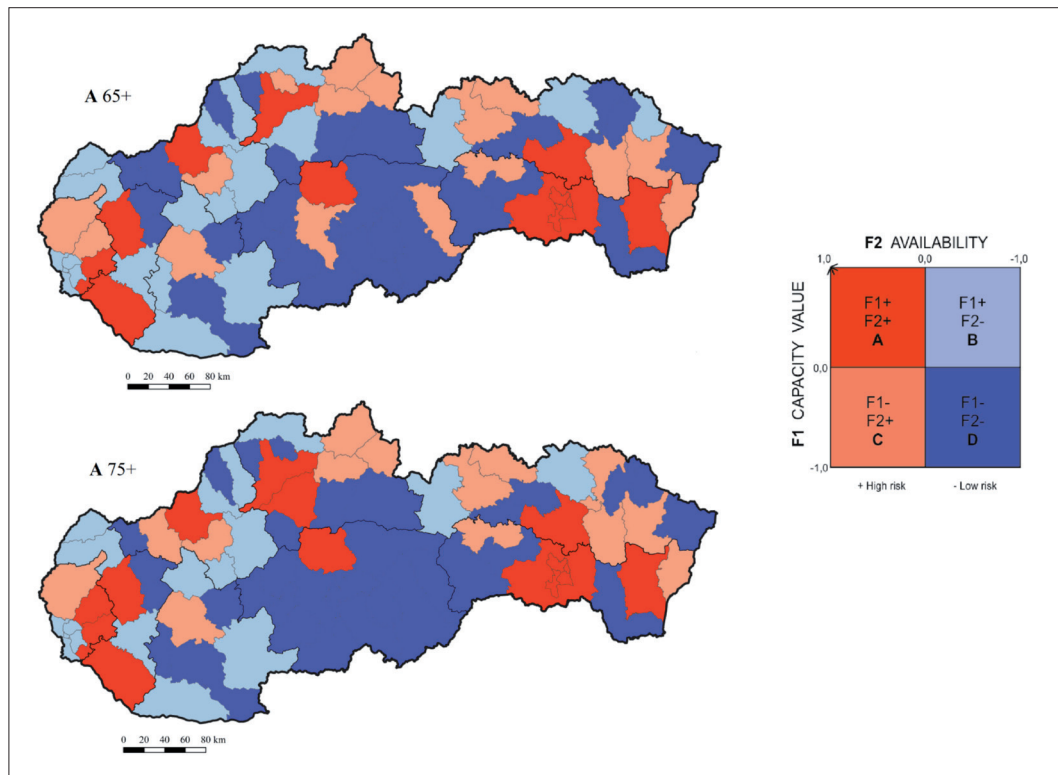 A 65+
0 20 40 60 80 km
A 75+
0 20 40 60 80 km
F2 AVAILABILITY
1,0 0,0 -1,0
F1 CAPACITY VALUE
F1+ F1+
F2+ F2-
A B
0,0
F1- F1-
F2+ F2-
C D
-1,0
+ High risk - Low risk